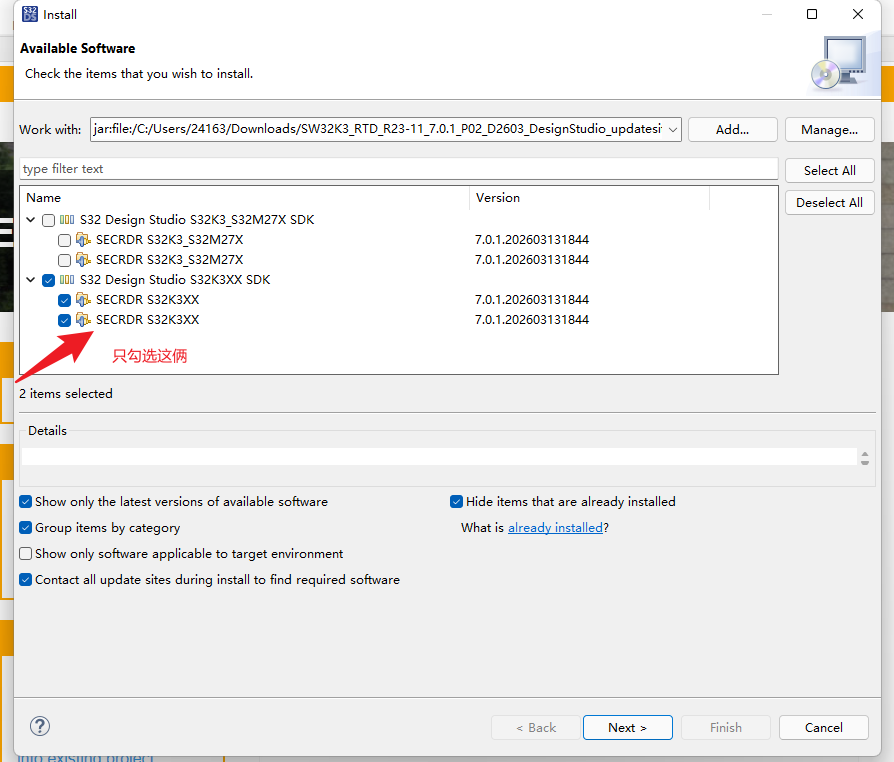 S32
DS
Install
Available Software
Check the items that you wish to install.
Work with:
jar:file:/C:/Users/24163/Downloads/SW32K3_RTD_R23-11_7.0.1_P02_D2603_DesignStudio_updatesi
Add...
Manage...
type filter text
Select All
Name
Version
Deselect All
S32 Design Studio S32K3_S32M27X SDK
SECRDR S32K3_S32M27X
7.0.1.202603131844
SECRDR S32K3_S32M27X
7.0.1.202603131844
S32 Design Studio S32K3XX SDK
SECRDR S32K3XX
7.0.1.202603131844
SECRDR S32K3XX
7.0.1.202603131844
只勾选这俩
2 items selected
Details
Show only the latest versions of available software
Hide items that are already installed
Group items by category
What is already installed?
Show only software applicable to target environment
Contact all update sites during install to find required software
?
< Back
Next >
Finish
Cancel